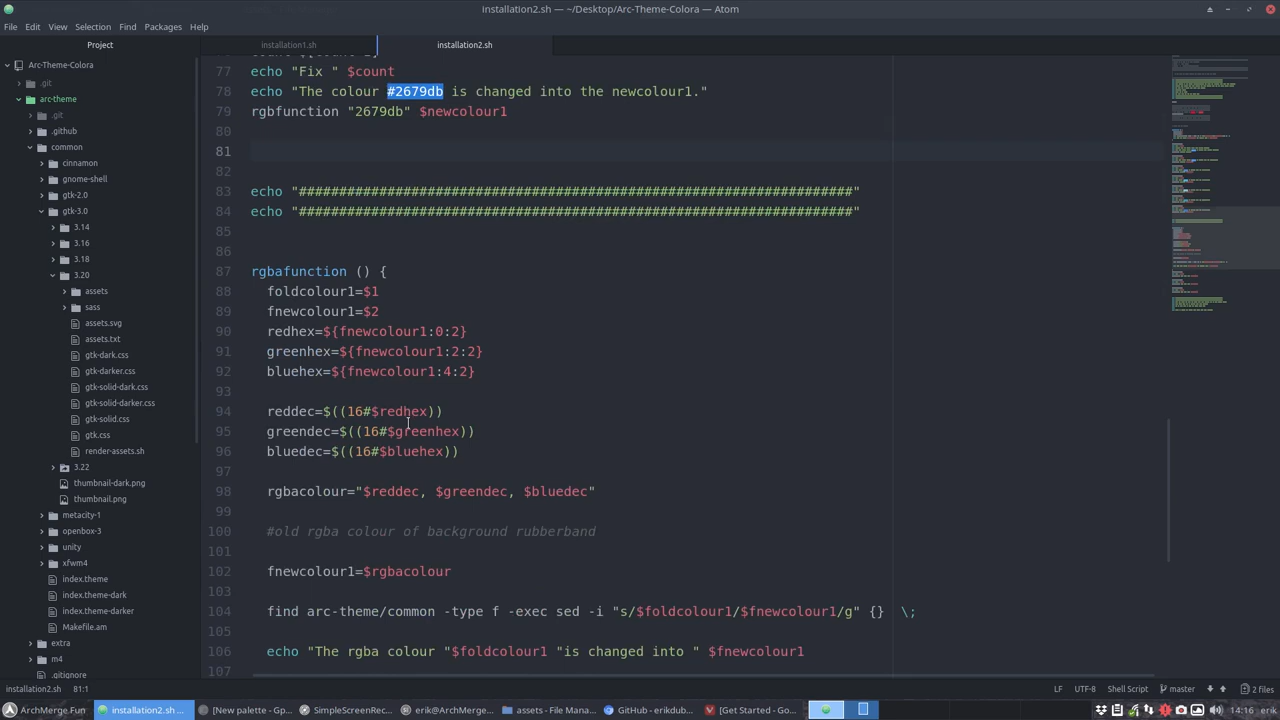 installation2.sh — ~/Desktop/Arc-Theme-Colora — Atom
File Edit View Selection Find Packages Help
Project
installation1.sh
installation2.sh
Arc-Theme-Colora
.git
arc-theme
.git
.github
common
cinnamon
gnome-shell
gtk-2.0
gtk-3.0
3.14
3.16
3.18
3.20
assets
sass
assets.svg
assets.txt
gtk-dark.css
gtk-darker.css
gtk-solid-dark.css
gtk-solid-darker.css
gtk-solid.css
gtk.css
render-assets.sh
3.22
thumbnail-dark.png
thumbnail.png
metacity-1
openbox-3
unity
xfwm4
index.theme
index.theme-dark
index.theme-darker
Makefile.am
extra
m4
.gitignore
77 echo "Fix " $count
78 echo "The colour #2679db is changed into the newcolour1."
79 rgbfunction "2679db" $newcolour1
80
81
82
83 echo "#####################################################################"
84 echo "#####################################################################"
85
86
87 rgbafunction () {
88 foldcolour1=$1
89 fnewcolour1=$2
90 redhex=${fnewcolour1:0:2}
91 greenhex=${fnewcolour1:2:2}
92 bluehex=${fnewcolour1:4:2}
93
94 reddec=$((16#$redhex))
95 greendec=$((16#$greenhex))
96 bluedec=$((16#$bluehex))
97
98 rgbacolour="$reddec, $greendec, $bluedec"
99
100 #old rgba colour of background rubberband
101
102 fnewcolour1=$rgbacolour
103
104 find arc-theme/common -type f -exec sed -i "s/$foldcolour1/$fnewcolour1/g" {} \;
105
106 echo "The rgba colour "$foldcolour1 "is changed into " $fnewcolour1
107
installation2.sh 81:1 LF UTF-8 Shell Script master 2 files
ArchMerge Fun installation2.sh ... [New palette - Gp... SimpleScreenRec... erik@ArchMerge... assets - File Mana... GitHub - erikdub... [Get Started - Go... 14:16 erik